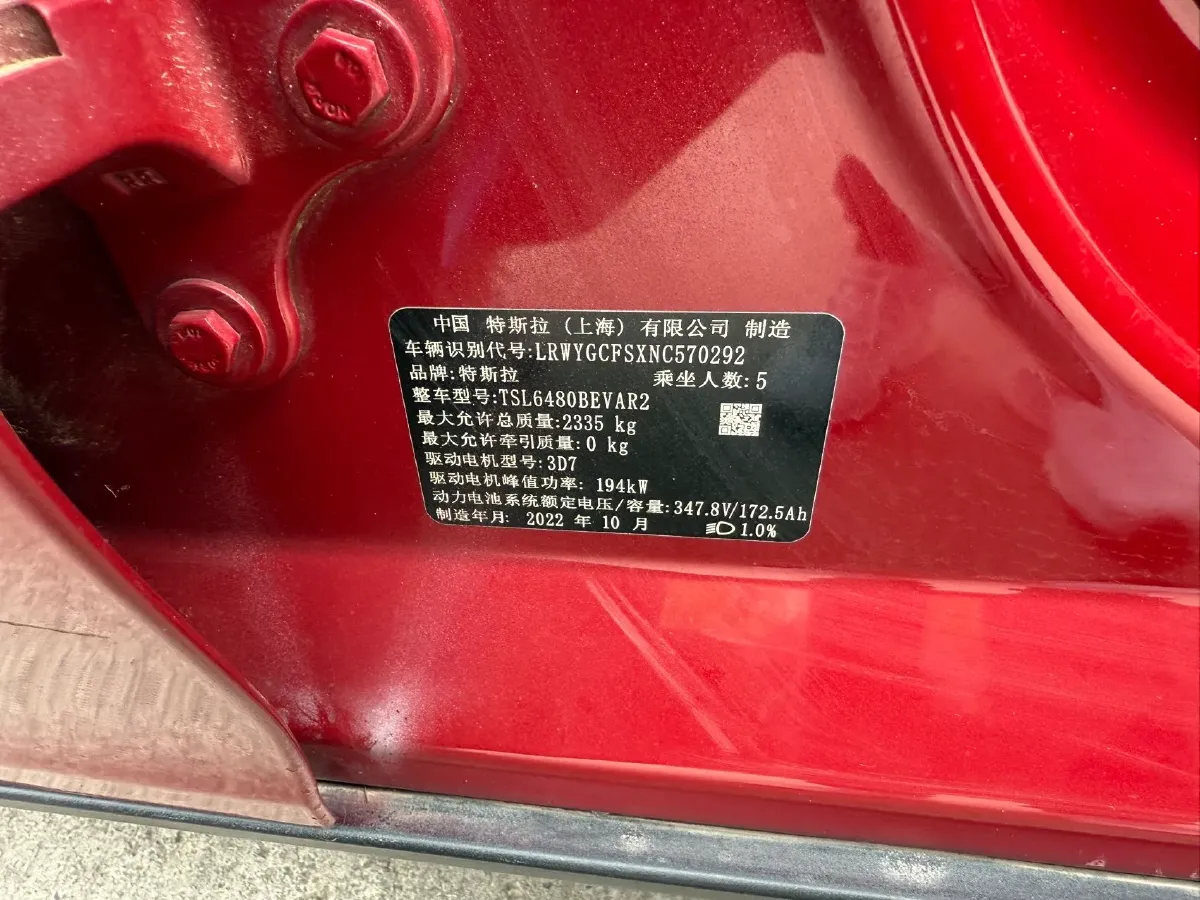 中国 特斯拉（上海）有限公司 制造
车辆识别代号:LRWYGCFSXNC570292
品牌:特斯拉 乘坐人数:5
整车型号:TSL6480BEVAR2
最大允许总质量:2335 kg
最大允许牵引质量:0 kg
驱动电机型号:3D7
驱动电机峰值功率: 194kW
动力电池系统额定电压/容量:347.8V/172.5Ah
制造年月: 2022 年 10 月 1.0%